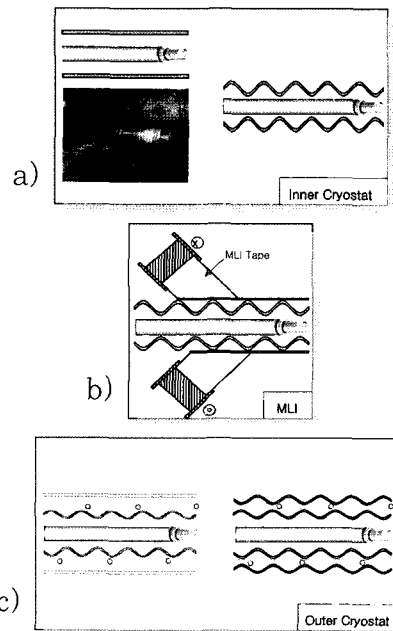 a)
Inner Cryostat
MLI Tape
b)
MLI
c)
Outer Cryostat